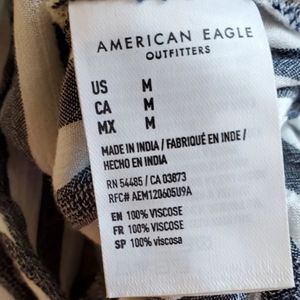 AMERICAN EAGLE
OUTFITTERS
US M
CA M
MX M
MADE IN INDIA / FABRIQUÉ EN INDE /
HECHO EN INDIA
RN 54485 / CA 03873
RFC# AEM120605U9A
EN 100% VISCOSE
FR 100% VISCOSE
SP 100% viscosa